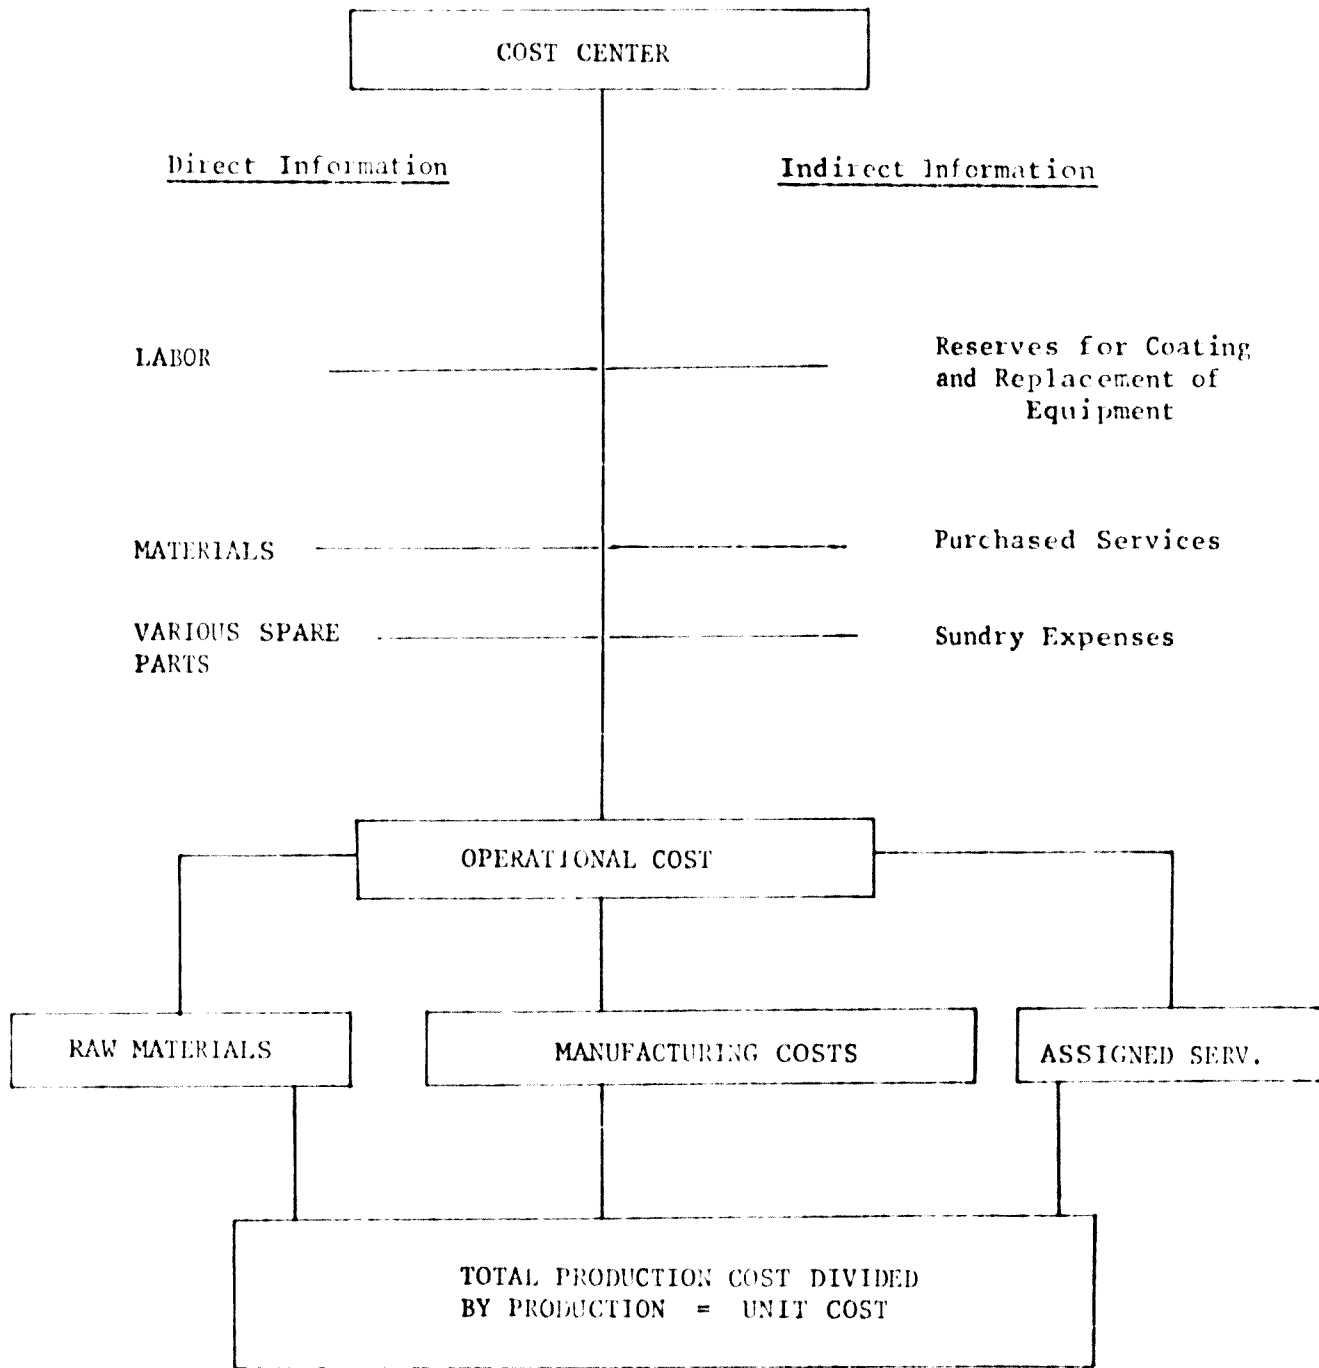 COST CENTER
Direct Information
Indirect Information
LABOR
Reserves for Coating
and Replacement of
Equipment
MATERIALS
Purchased Services
VARIOUS SPARE
PARTS
Sundry Expenses
OPERATIONAL COST
RAW MATERIALS
MANUFACTURING COSTS
ASSIGNED SERV.
TOTAL PRODUCTION COST DIVIDED
BY PRODUCTION = UNIT COST